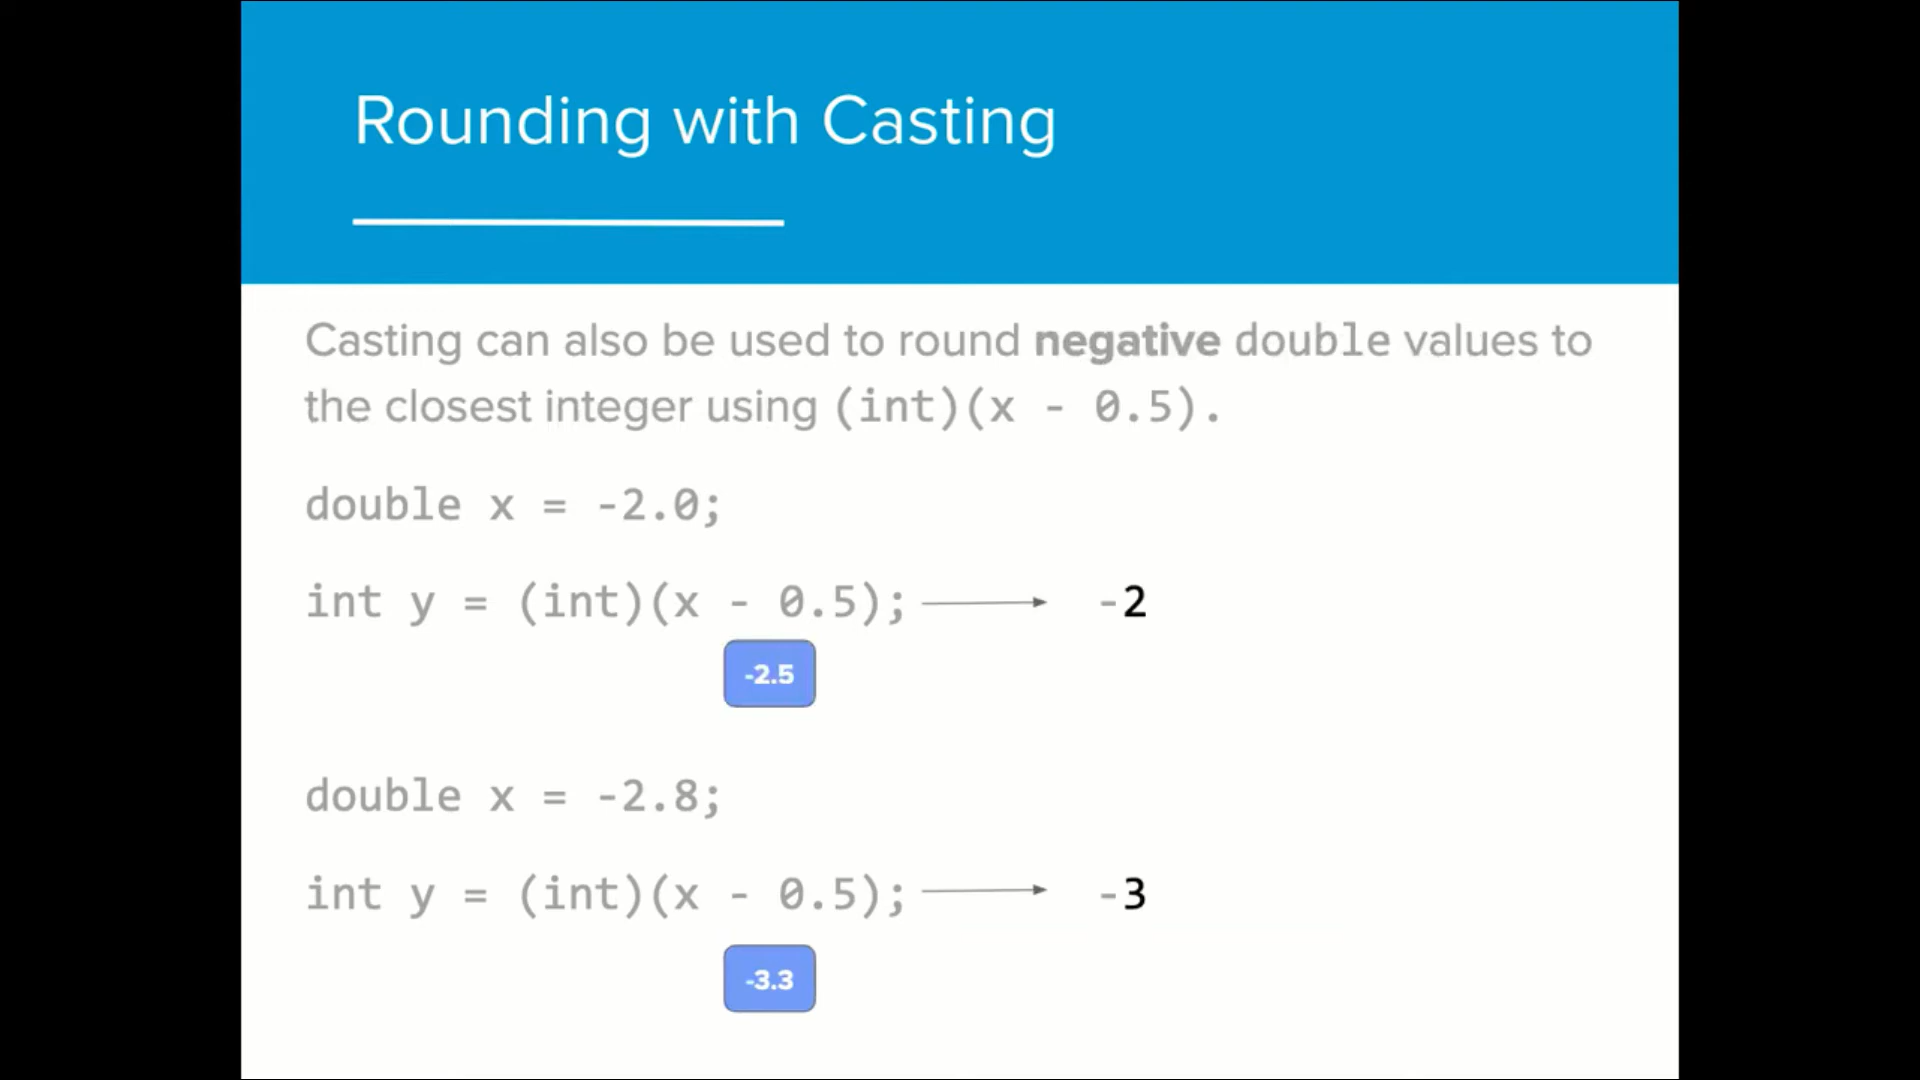 Rounding with Casting
Casting can also be used to round negative double values to
the closest integer using (int)(x - 0.5).
double x = -2.0;
int y = (int)(x - 0.5); -2
-2.5
double x = -2.8;
int y = (int)(x - 0.5); -3
-3.3